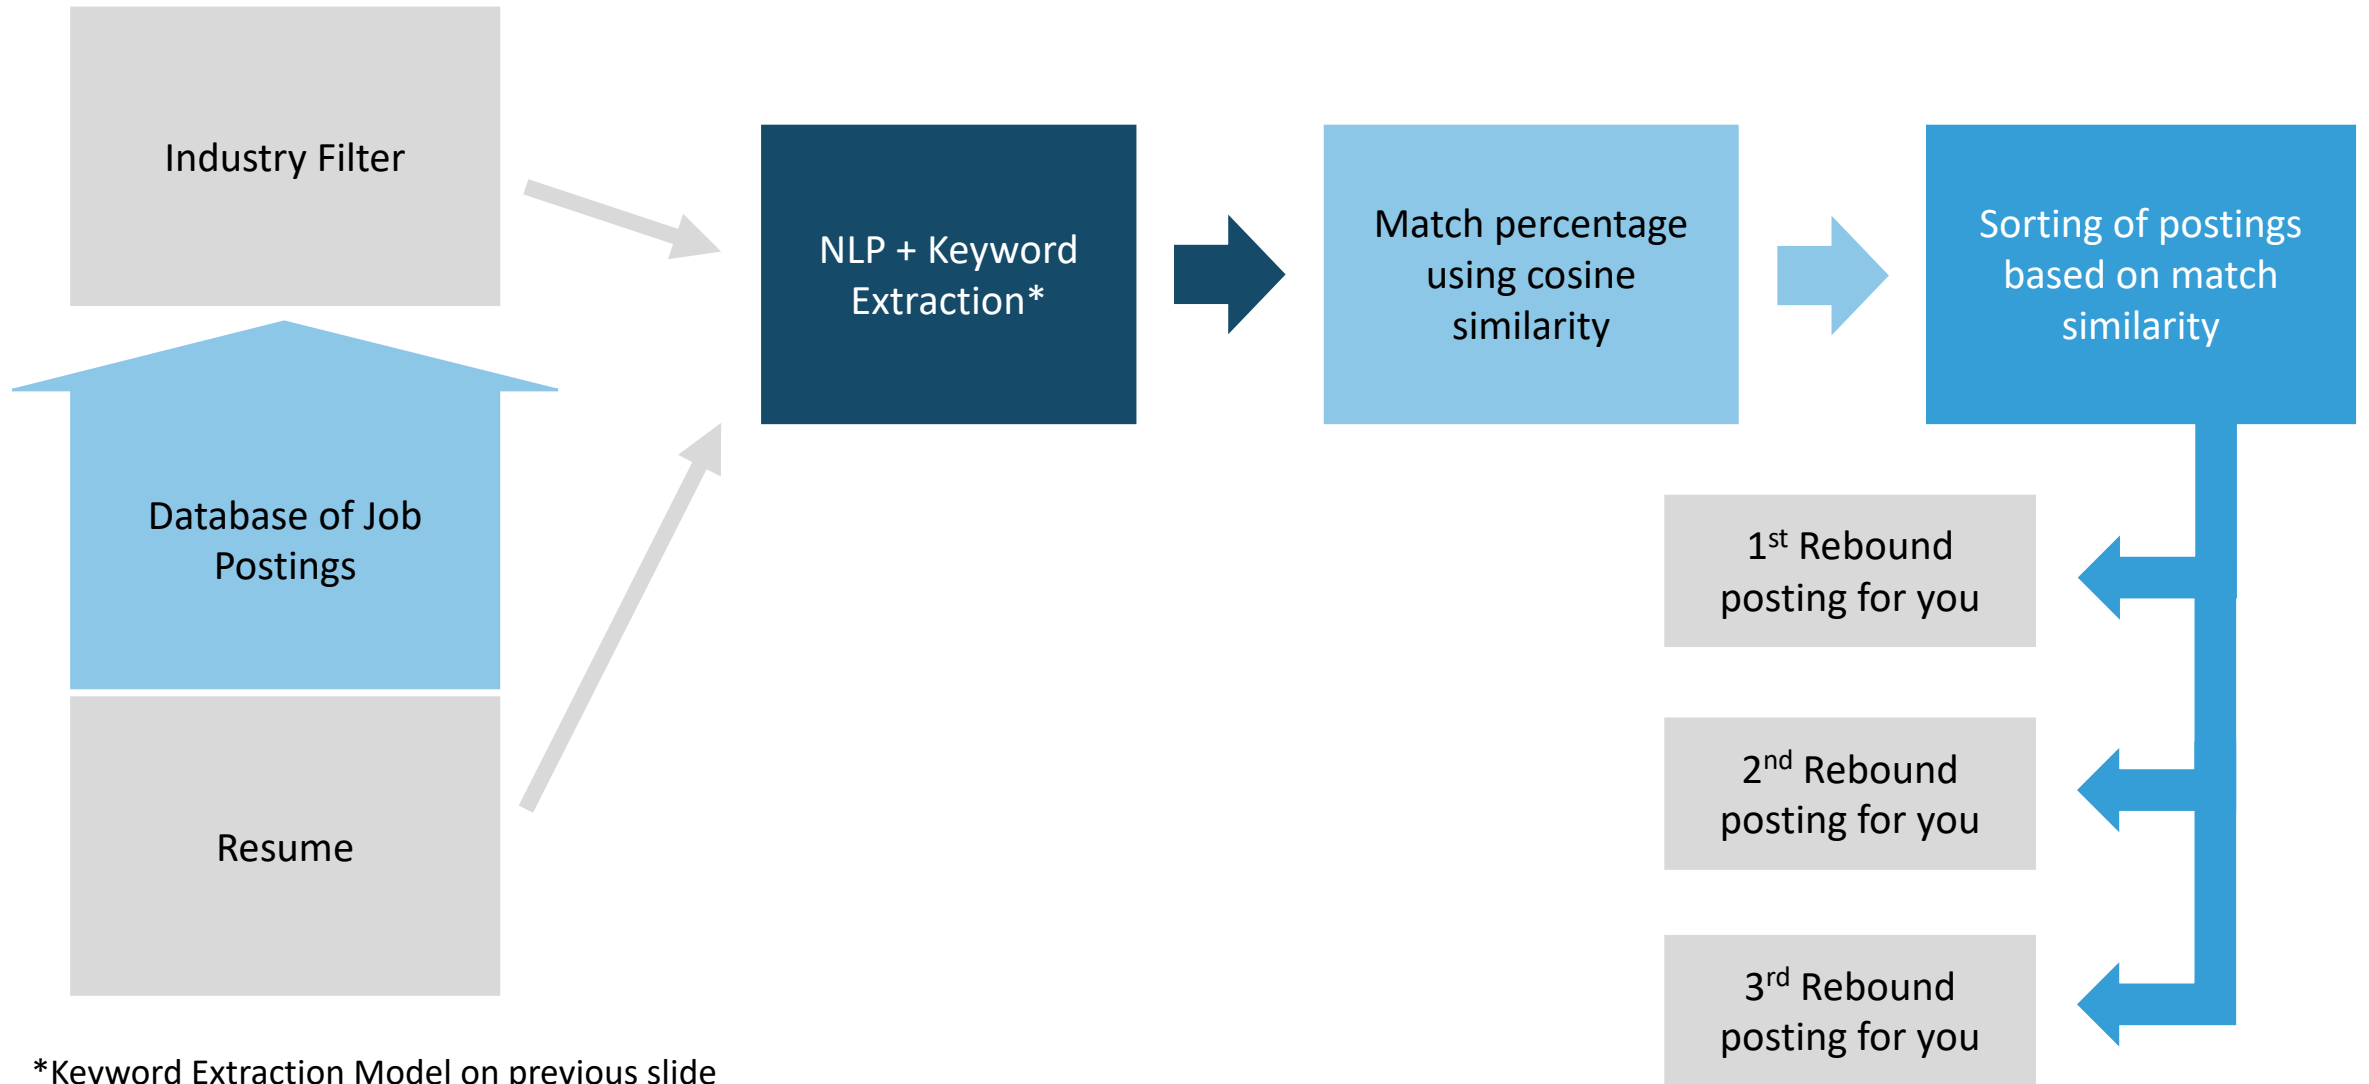 Industry Filter
Database of Job
Postings
Resume
NLP + Keyword
Extraction*
Match percentage
using cosine
similarity
Sorting of postings
based on match
similarity
1st Rebound
posting for you
2nd Rebound
posting for you
3rd Rebound
posting for you
*Keyword Extraction Model on previous slide